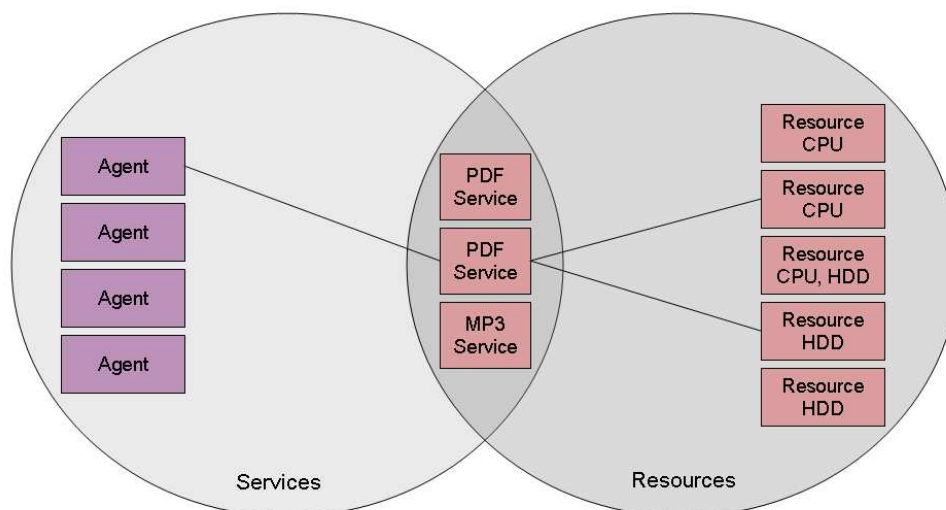 Agent
Agent
Agent
Agent
PDF
Service
PDF
Service
MP3
Service
Resource
CPU
Resource
CPU
Resource
CPU, HDD
Resource
HDD
Resource
HDD
Services
Resources